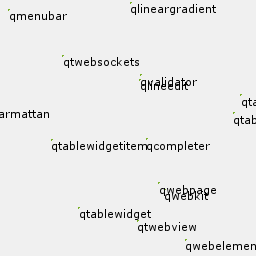 qlineargradient
qmenubar
qtwebsockets
qvalidator
qlineedit
qta
armattan
qtab
qtablewidgetitem
qcompleter
qwebpage
qwebkit
qtablewidget
qtwebview
qwebelemen